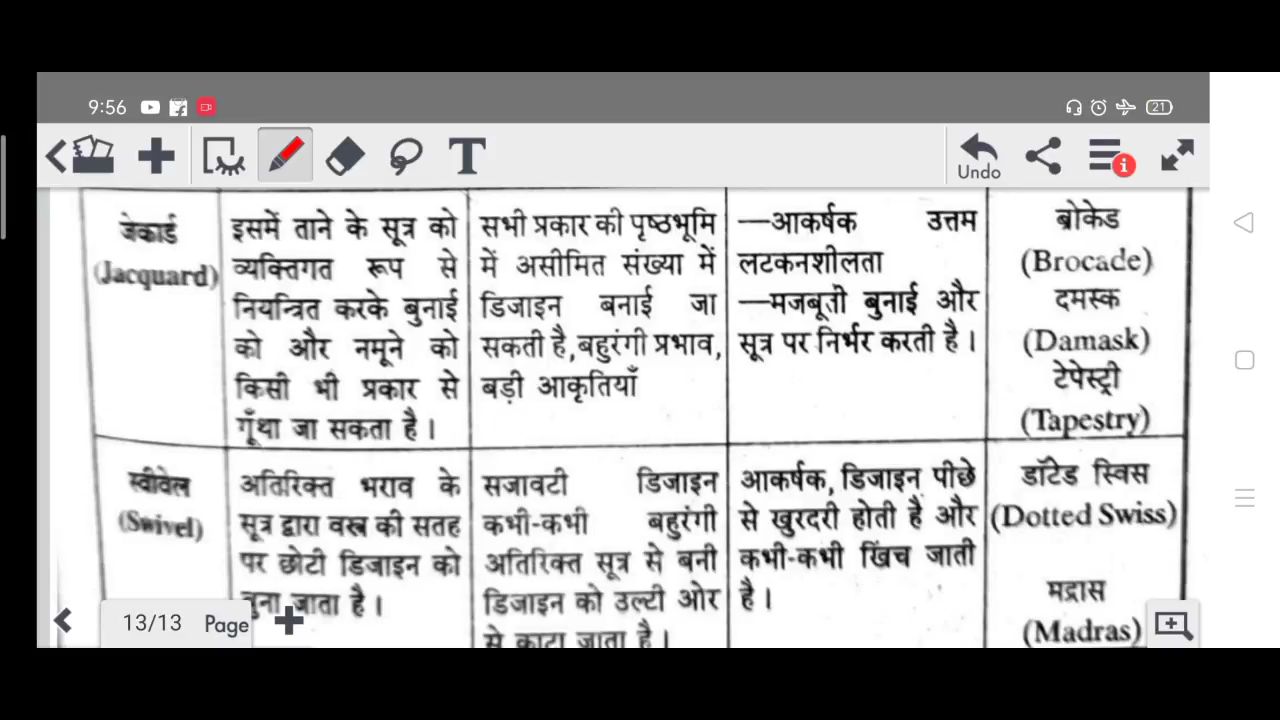 9:56
21
T
Undo
जेकार्ड
(Jacquard)
इसमें ताने के सूत्र को
व्यक्तिगत रूप से
नियन्त्रित करके बुनाई
को और नमूने को
किसी भी प्रकार से
गूँथा जा सकता है।
सभी प्रकार की पृष्ठभूमि
में असीमित संख्या में
डिजाइन बनाई जा
सकती है, बहुरंगी प्रभाव,
बड़ी आकृतियाँ
—आकर्षक उत्तम
लटकनशीलता
—मजबूती बुनाई और
सूत्र पर निर्भर करती है।
ब्रोकेड
(Brocade)
दमस्क
(Damask)
टेपेस्ट्री
(Tapestry)
स्वीवेल
(Swivel)
अतिरिक्त भराव के
सूत्र द्वारा वस्त्र की सतह
पर छोटी डिजाइन को
बुना जाता है।
सजावटी डिजाइन
कभी-कभी बहुरंगी
अतिरिक्त सूत्र से बनी
डिजाइन को उल्टी ओर
से काटा जाता है।
आकर्षक, डिजाइन पीछे
से खुरदरी होती है और
कभी-कभी खिंच जाती
है।
डॉटेड स्विस
(Dotted Swiss)
मद्रास
(Madras)
13/13 Page